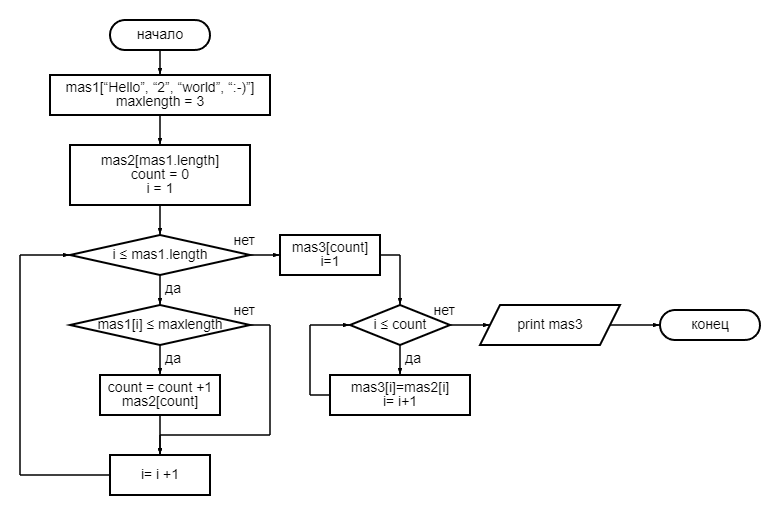 начало
mas1[“Hello”, “2”, “world”, “:-)”]
maxlength = 3
mas2[mas1.length]
count = 0
i = 1
i ≤ mas1.length
нет
да
mas1[i] ≤ maxlength
нет
да
count = count +1
mas2[count]
i= i +1
mas3[count]
i=1
i ≤ count
нет
да
mas3[i]=mas2[i]
i= i+1
print mas3
конец